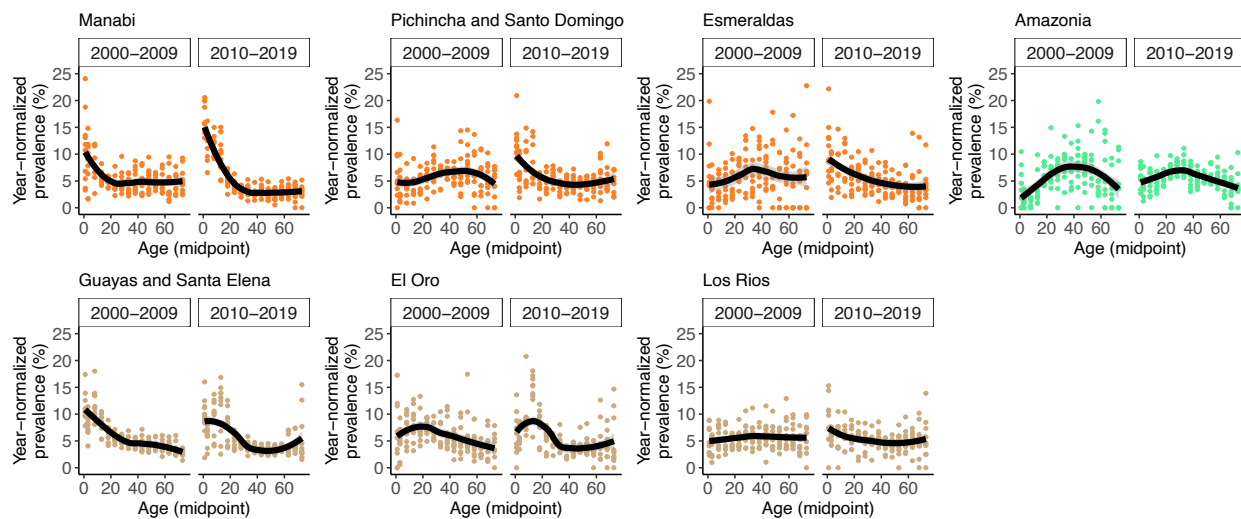 Manabi
Pichincha and Santo Domingo
Esmeraldas
Amazonia
2000−2009
2010−2019
2000−2009
2010−2019
2000−2009
2010−2019
2000−2009
2010−2019
Year−normalized
prevalence (%)
25
20
15
10
5
0
0 20 40 60
0 20 40 60
Age (midpoint)
Year−normalized
prevalence (%)
25
20
15
10
5
0
0 20 40 60
0 20 40 60
Age (midpoint)
Year−normalized
prevalence (%)
25
20
15
10
5
0
0 20 40 60
0 20 40 60
Age (midpoint)
Year−normalized
prevalence (%)
25
20
15
10
5
0
0 20 40 60
0 20 40 60
Age (midpoint)
Guayas and Santa Elena
El Oro
Los Rios
2000−2009
2010−2019
2000−2009
2010−2019
2000−2009
2010−2019
Year−normalized
prevalence (%)
25
20
15
10
5
0
0 20 40 60
0 20 40 60
Age (midpoint)
Year−normalized
prevalence (%)
25
20
15
10
5
0
0 20 40 60
0 20 40 60
Age (midpoint)
Year−normalized
prevalence (%)
25
20
15
10
5
0
0 20 40 60
0 20 40 60
Age (midpoint)